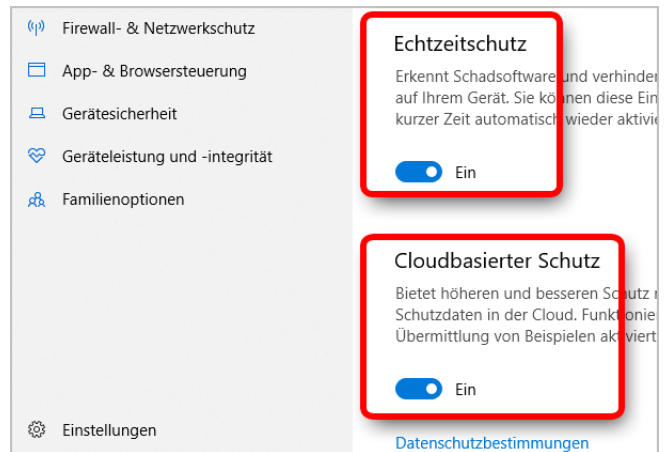 Firewall- & Netzwerkschutz
App- & Browsersteuerung
Gerätesicherheit
Geräteleistung und -integrität
Familienoptionen
Einstellungen
Echtzeitschutz
Erkennt Schadsoftware und verhinder
auf Ihrem Gerät. Sie können diese Ein
kurzer Zeit automatisch wieder aktivie
Ein
Cloudbasierter Schutz
Bietet höheren und besseren Schutz
Schutzdaten in der Cloud. Funktionie
Übermittlung von Beispielen aktiviert
Ein
Datenschutzbestimmungen